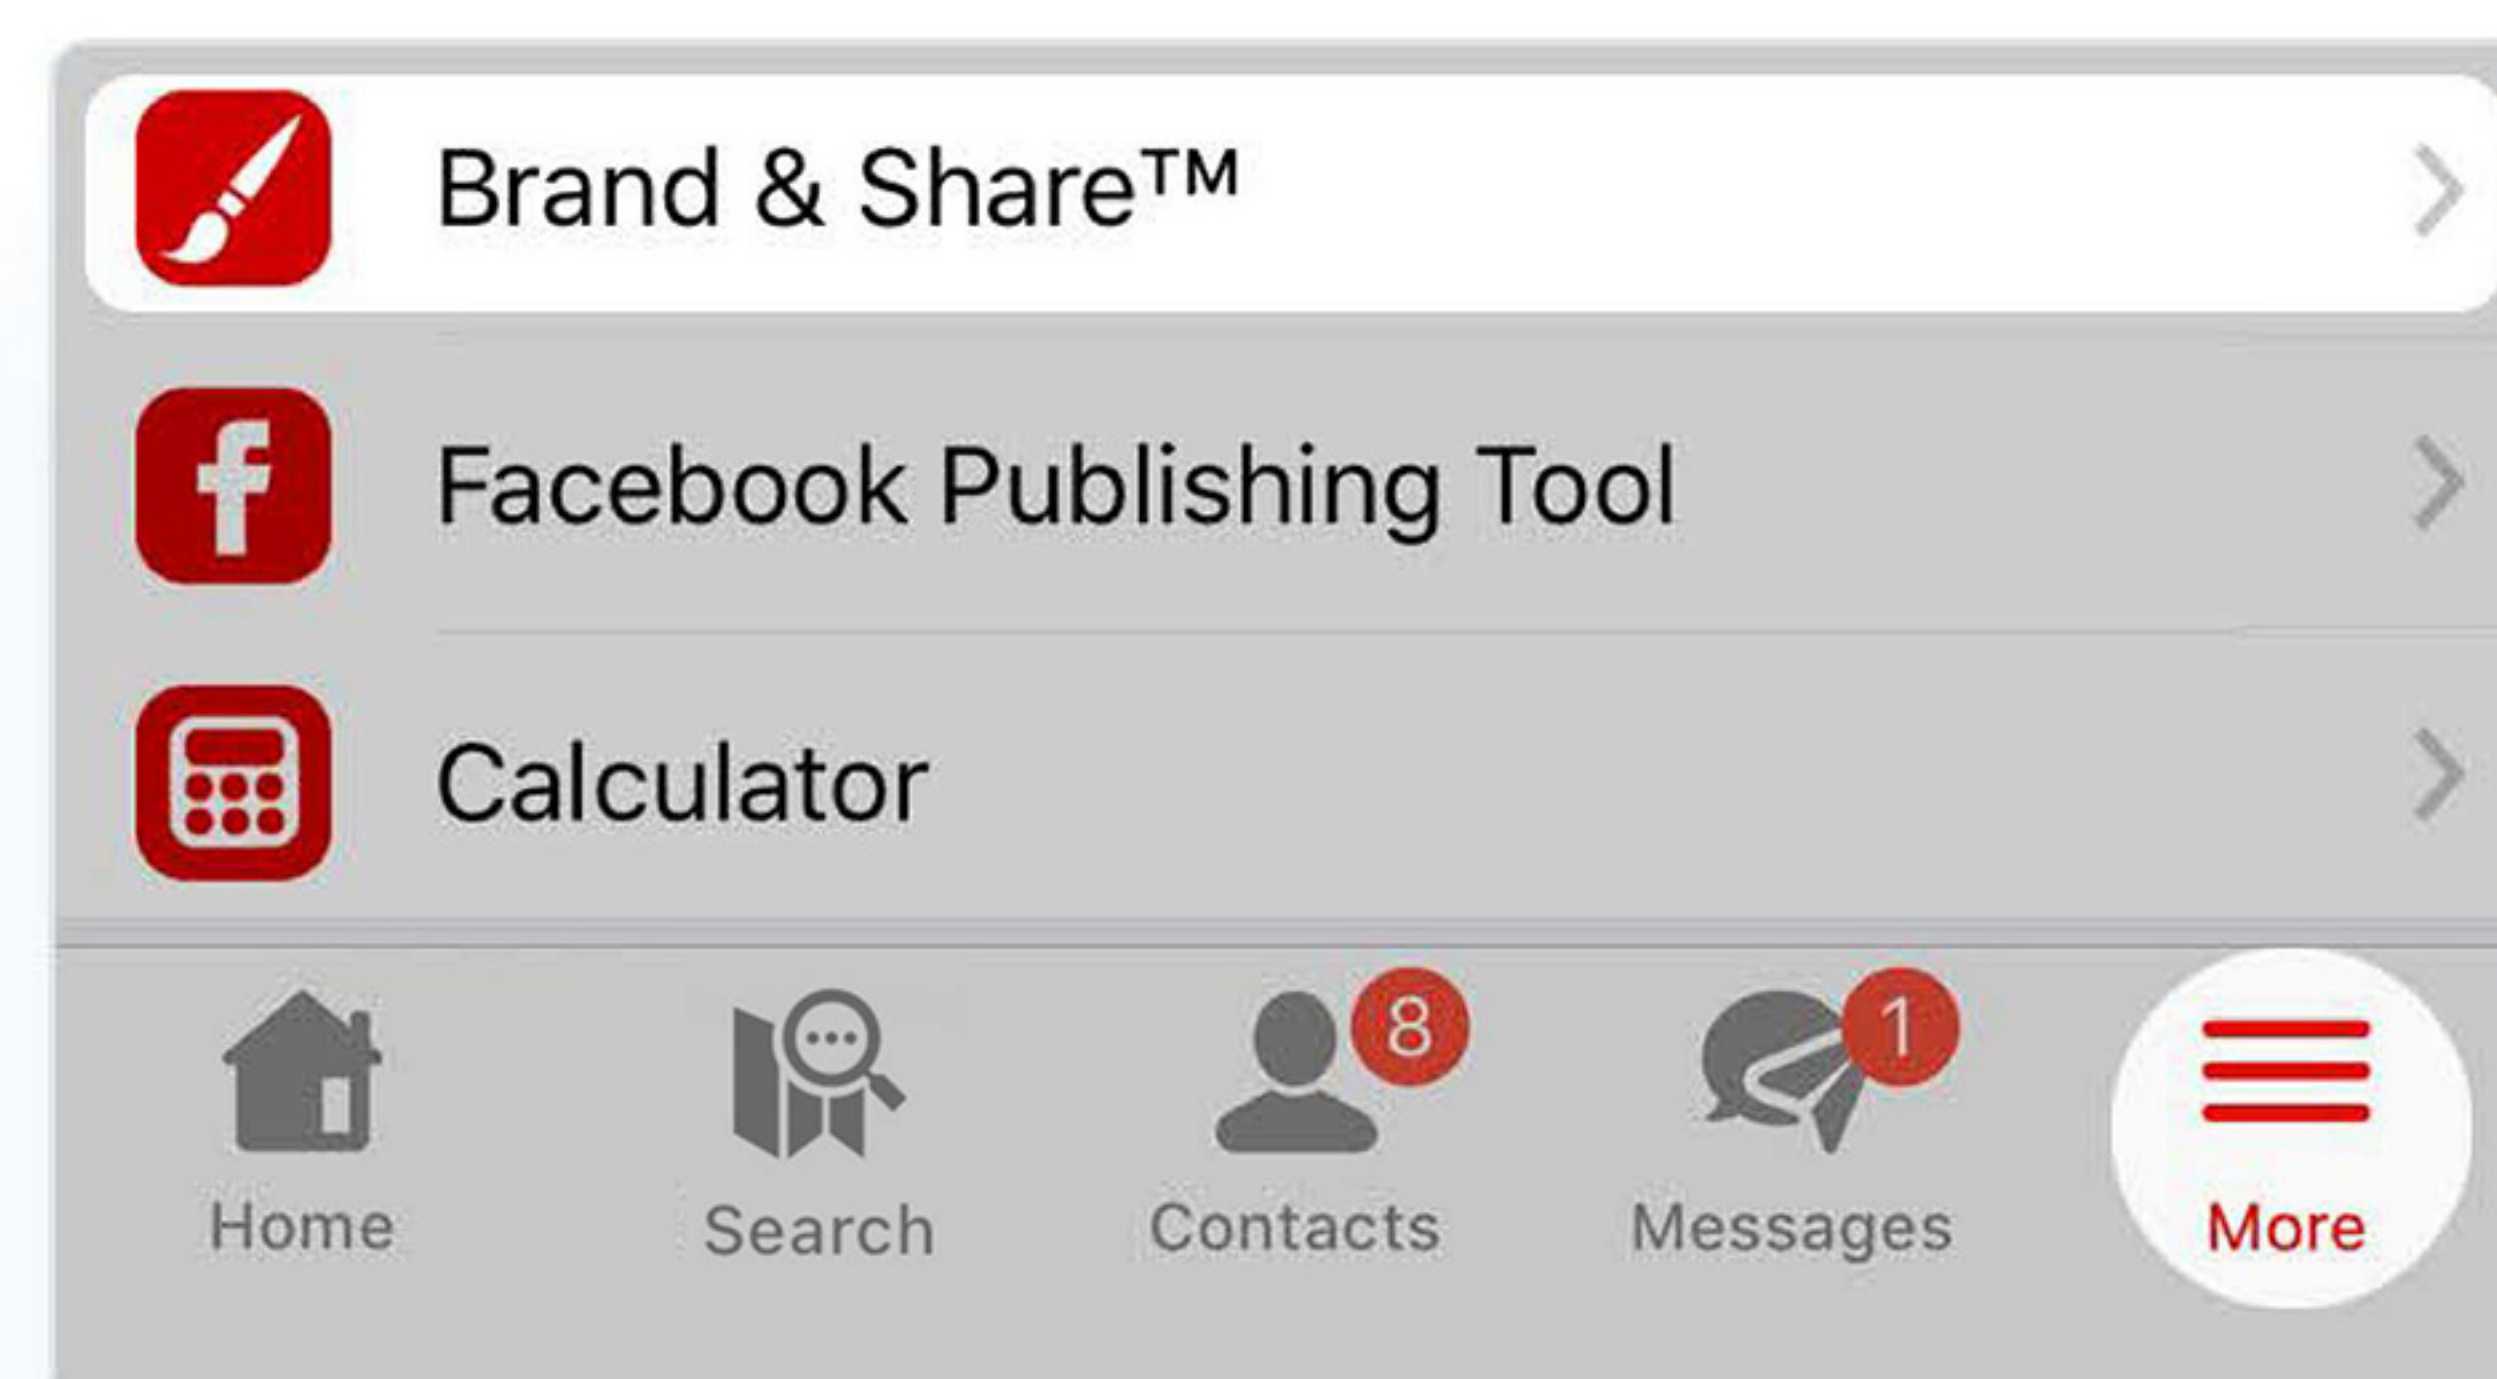 Brand & Share™
Facebook Publishing Tool
Calculator
8
1
Home
Search
Contacts
Messages
More